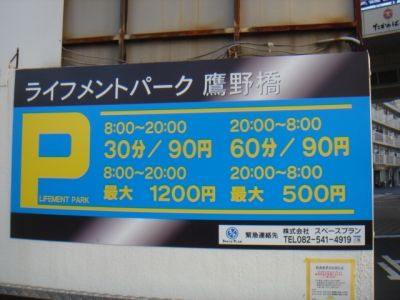 ライフメントパーク 鷹野橋
P
LIFEMENT PARK
8:00~20:00 20:00~8:00
30分/90円 60分/90円
8:00~20:00 20:00~8:00
最大 1200円 最大 500円
緊急連絡先 株式会社 スペースプラン
TEL082-541-4919